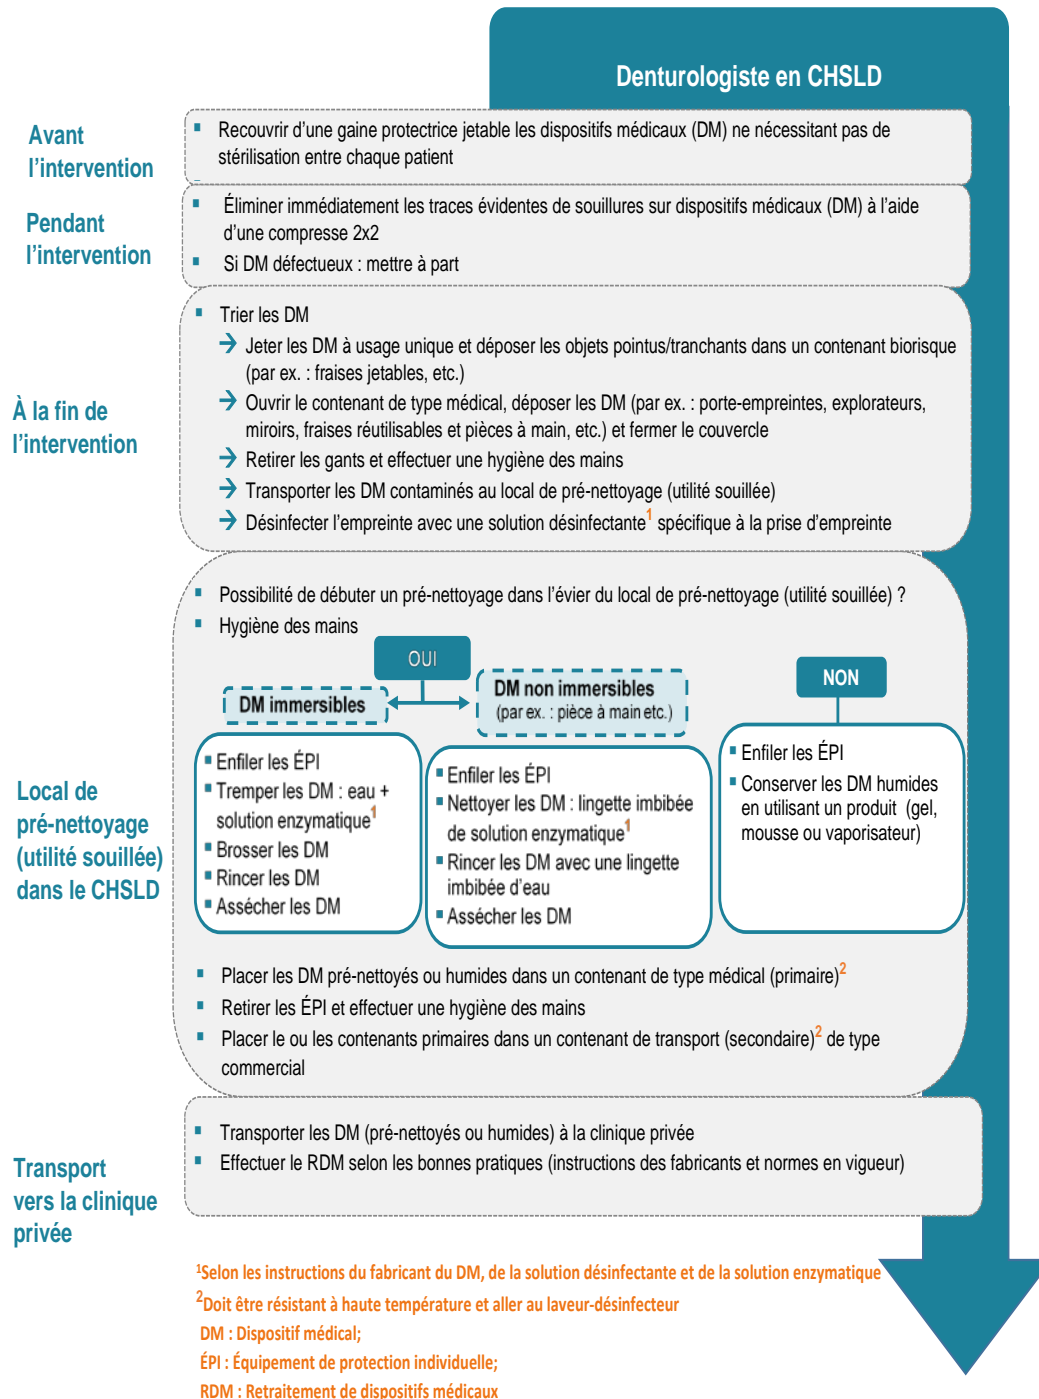 Denturologiste en CHSLD
Avant
l’intervention
▪ Recouvrir d’une gaine protectrice jetable les dispositifs médicaux (DM) ne nécessitant pas de
stérilisation entre chaque patient
Pendant
l’intervention
▪ Éliminer immédiatement les traces évidentes de souillures sur dispositifs médicaux (DM) à l’aide
d’une compresse 2x2
▪ Si DM défectueux : mettre à part
À la fin de
l’intervention
▪ Trier les DM
→ Jeter les DM à usage unique et déposer les objets pointus/tranchants dans un contenant biorisque
(par ex. : fraises jetables, etc.)
→ Ouvrir le contenant de type médical, déposer les DM (par ex. : porte-empreintes, explorateurs,
miroirs, fraises réutilisables et pièces à main, etc.) et fermer le couvercle
→ Retirer les gants et effectuer une hygiène des mains
→ Transporter les DM contaminés au local de pré-nettoyage (utilité souillée)
→ Désinfecter l’empreinte avec une solution désinfectante¹ spécifique à la prise d’empreinte
Local de
pré-nettoyage
(utilité souillée)
dans le CHSLD
▪ Possibilité de débuter un pré-nettoyage dans l’évier du local de pré-nettoyage (utilité souillée) ?
▪ Hygiène des mains
OUI
DM immersibles
▪ Enfiler les ÉPI
▪ Tremper les DM : eau +
solution enzymatique¹
▪ Brosser les DM
▪ Rincer les DM
▪ Assécher les DM
DM non immersibles
(par ex. : pièce à main etc.)
▪ Enfiler les ÉPI
▪ Nettoyer les DM : lingette imbibée
de solution enzymatique¹
▪ Rincer les DM avec une lingette
imbibée d’eau
▪ Assécher les DM
NON
▪ Enfiler les ÉPI
▪ Conserver les DM humides
en utilisant un produit (gel,
mousse ou vaporisateur)
▪ Placer les DM pré-nettoyés ou humides dans un contenant de type médical (primaire)²
▪ Retirer les ÉPI et effectuer une hygiène des mains
▪ Placer le ou les contenants primaires dans un contenant de transport (secondaire)² de type
commercial
Transport
vers la clinique
privée
▪ Transporter les DM (pré-nettoyés ou humides) à la clinique privée
▪ Effectuer le RDM selon les bonnes pratiques (instructions des fabricants et normes en vigueur)
¹Selon les instructions du fabricant du DM, de la solution désinfectante et de la solution enzymatique
²Doit être résistant à haute température et aller au laveur-désinfecteur
DM : Dispositif médical;
ÉPI : Équipement de protection individuelle;
RDM : Retraitement de dispositifs médicaux